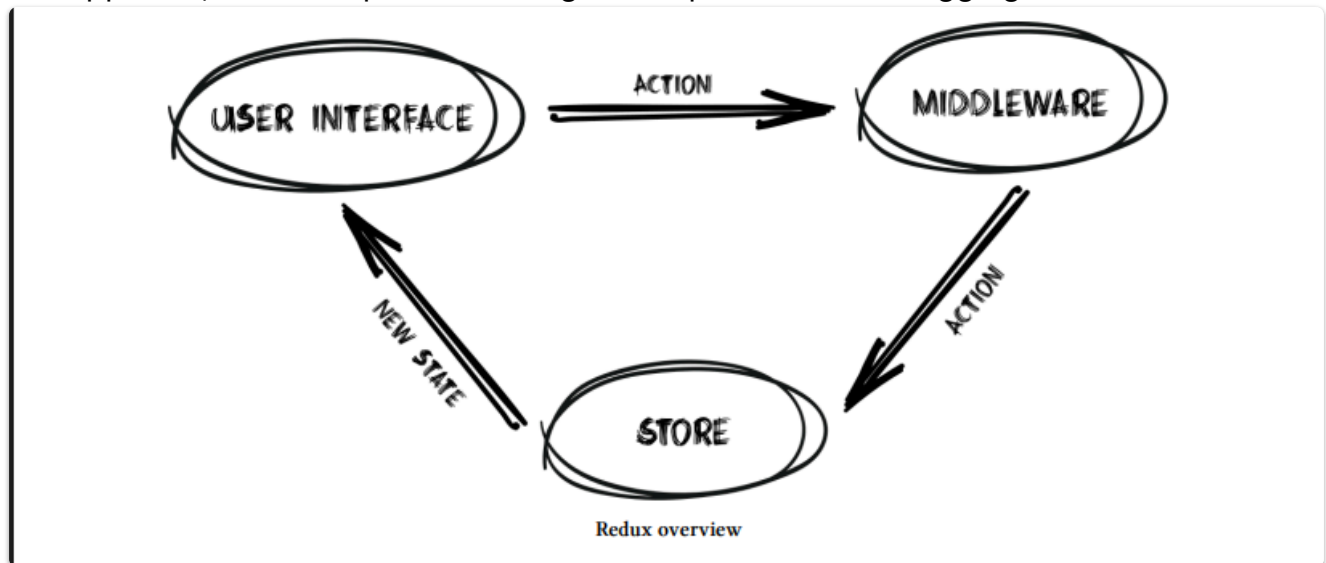 USER INTERFACE
ACTION
MIDDLEWARE
NEW STATE
ACTION
STORE
Redux overview